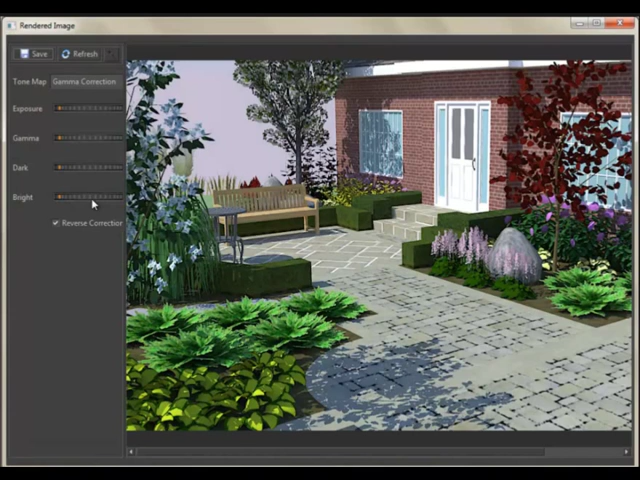 Rendered Image
Save Refresh
Tone Map Gamma Correction
Exposure
Gamma
Dark
Bright
Reverse Correction